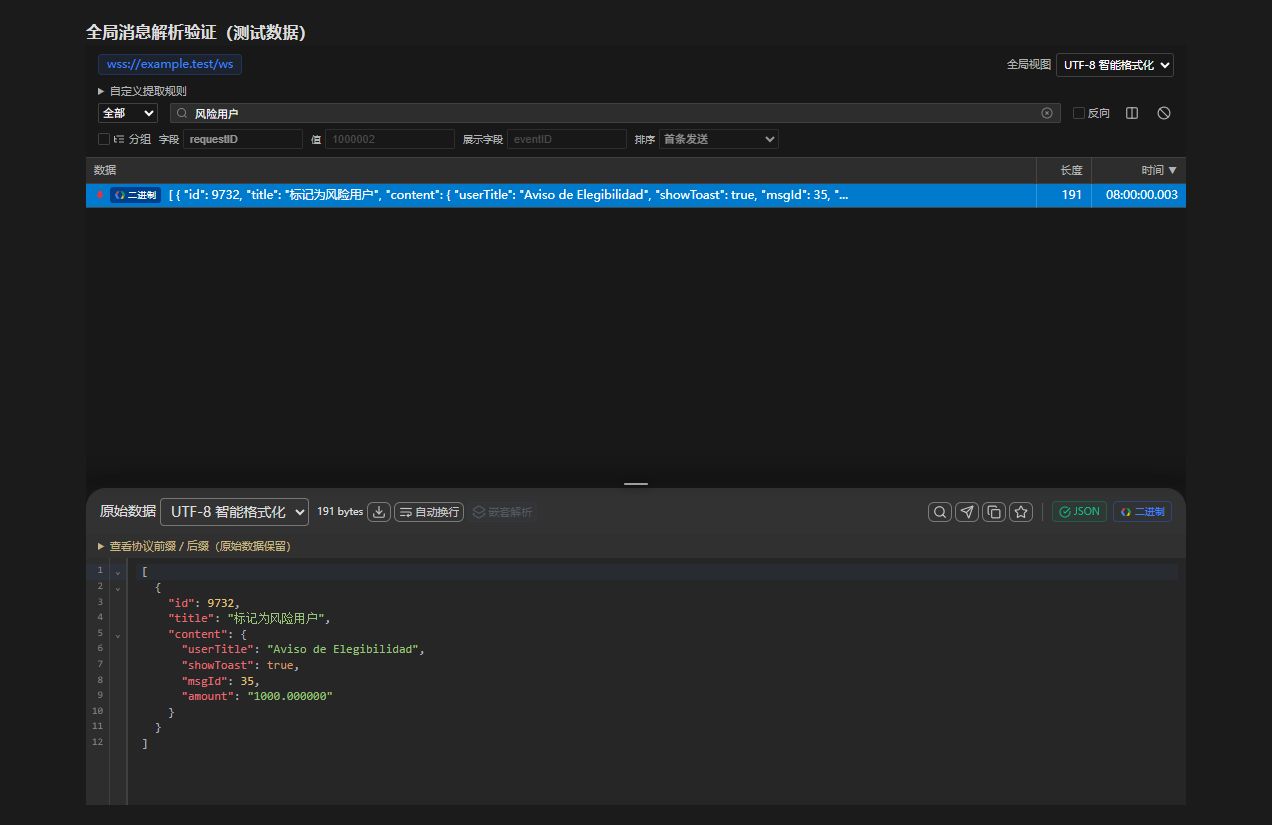 全局消息解析验证（测试数据）
wss://example.test/ws 全局视图 UTF-8 智能格式化
▶ 自定义提取规则
全部 风险用户 反向
分组 字段 requestID 值 1000002 展示字段 eventID 排序 首条发送
数据 长度 时间 ▼
二进制 [ { "id": 9732, "title": "标记为风险用户", "content": { "userTitle": "Aviso de Elegibilidad", "showToast": true, "msgId": 35, "... 191 08:00:00.003
原始数据 UTF-8 智能格式化 191 bytes 自动换行 嵌套解析 JSON 二进制
▶ 查看协议前缀 / 后缀（原始数据保留）
1 [
2 {
3 "id": 9732,
4 "title": "标记为风险用户",
5 "content": {
6 "userTitle": "Aviso de Elegibilidad",
7 "showToast": true,
8 "msgId": 35,
9 "amount": "1000.000000"
10 }
11 }
12 ]